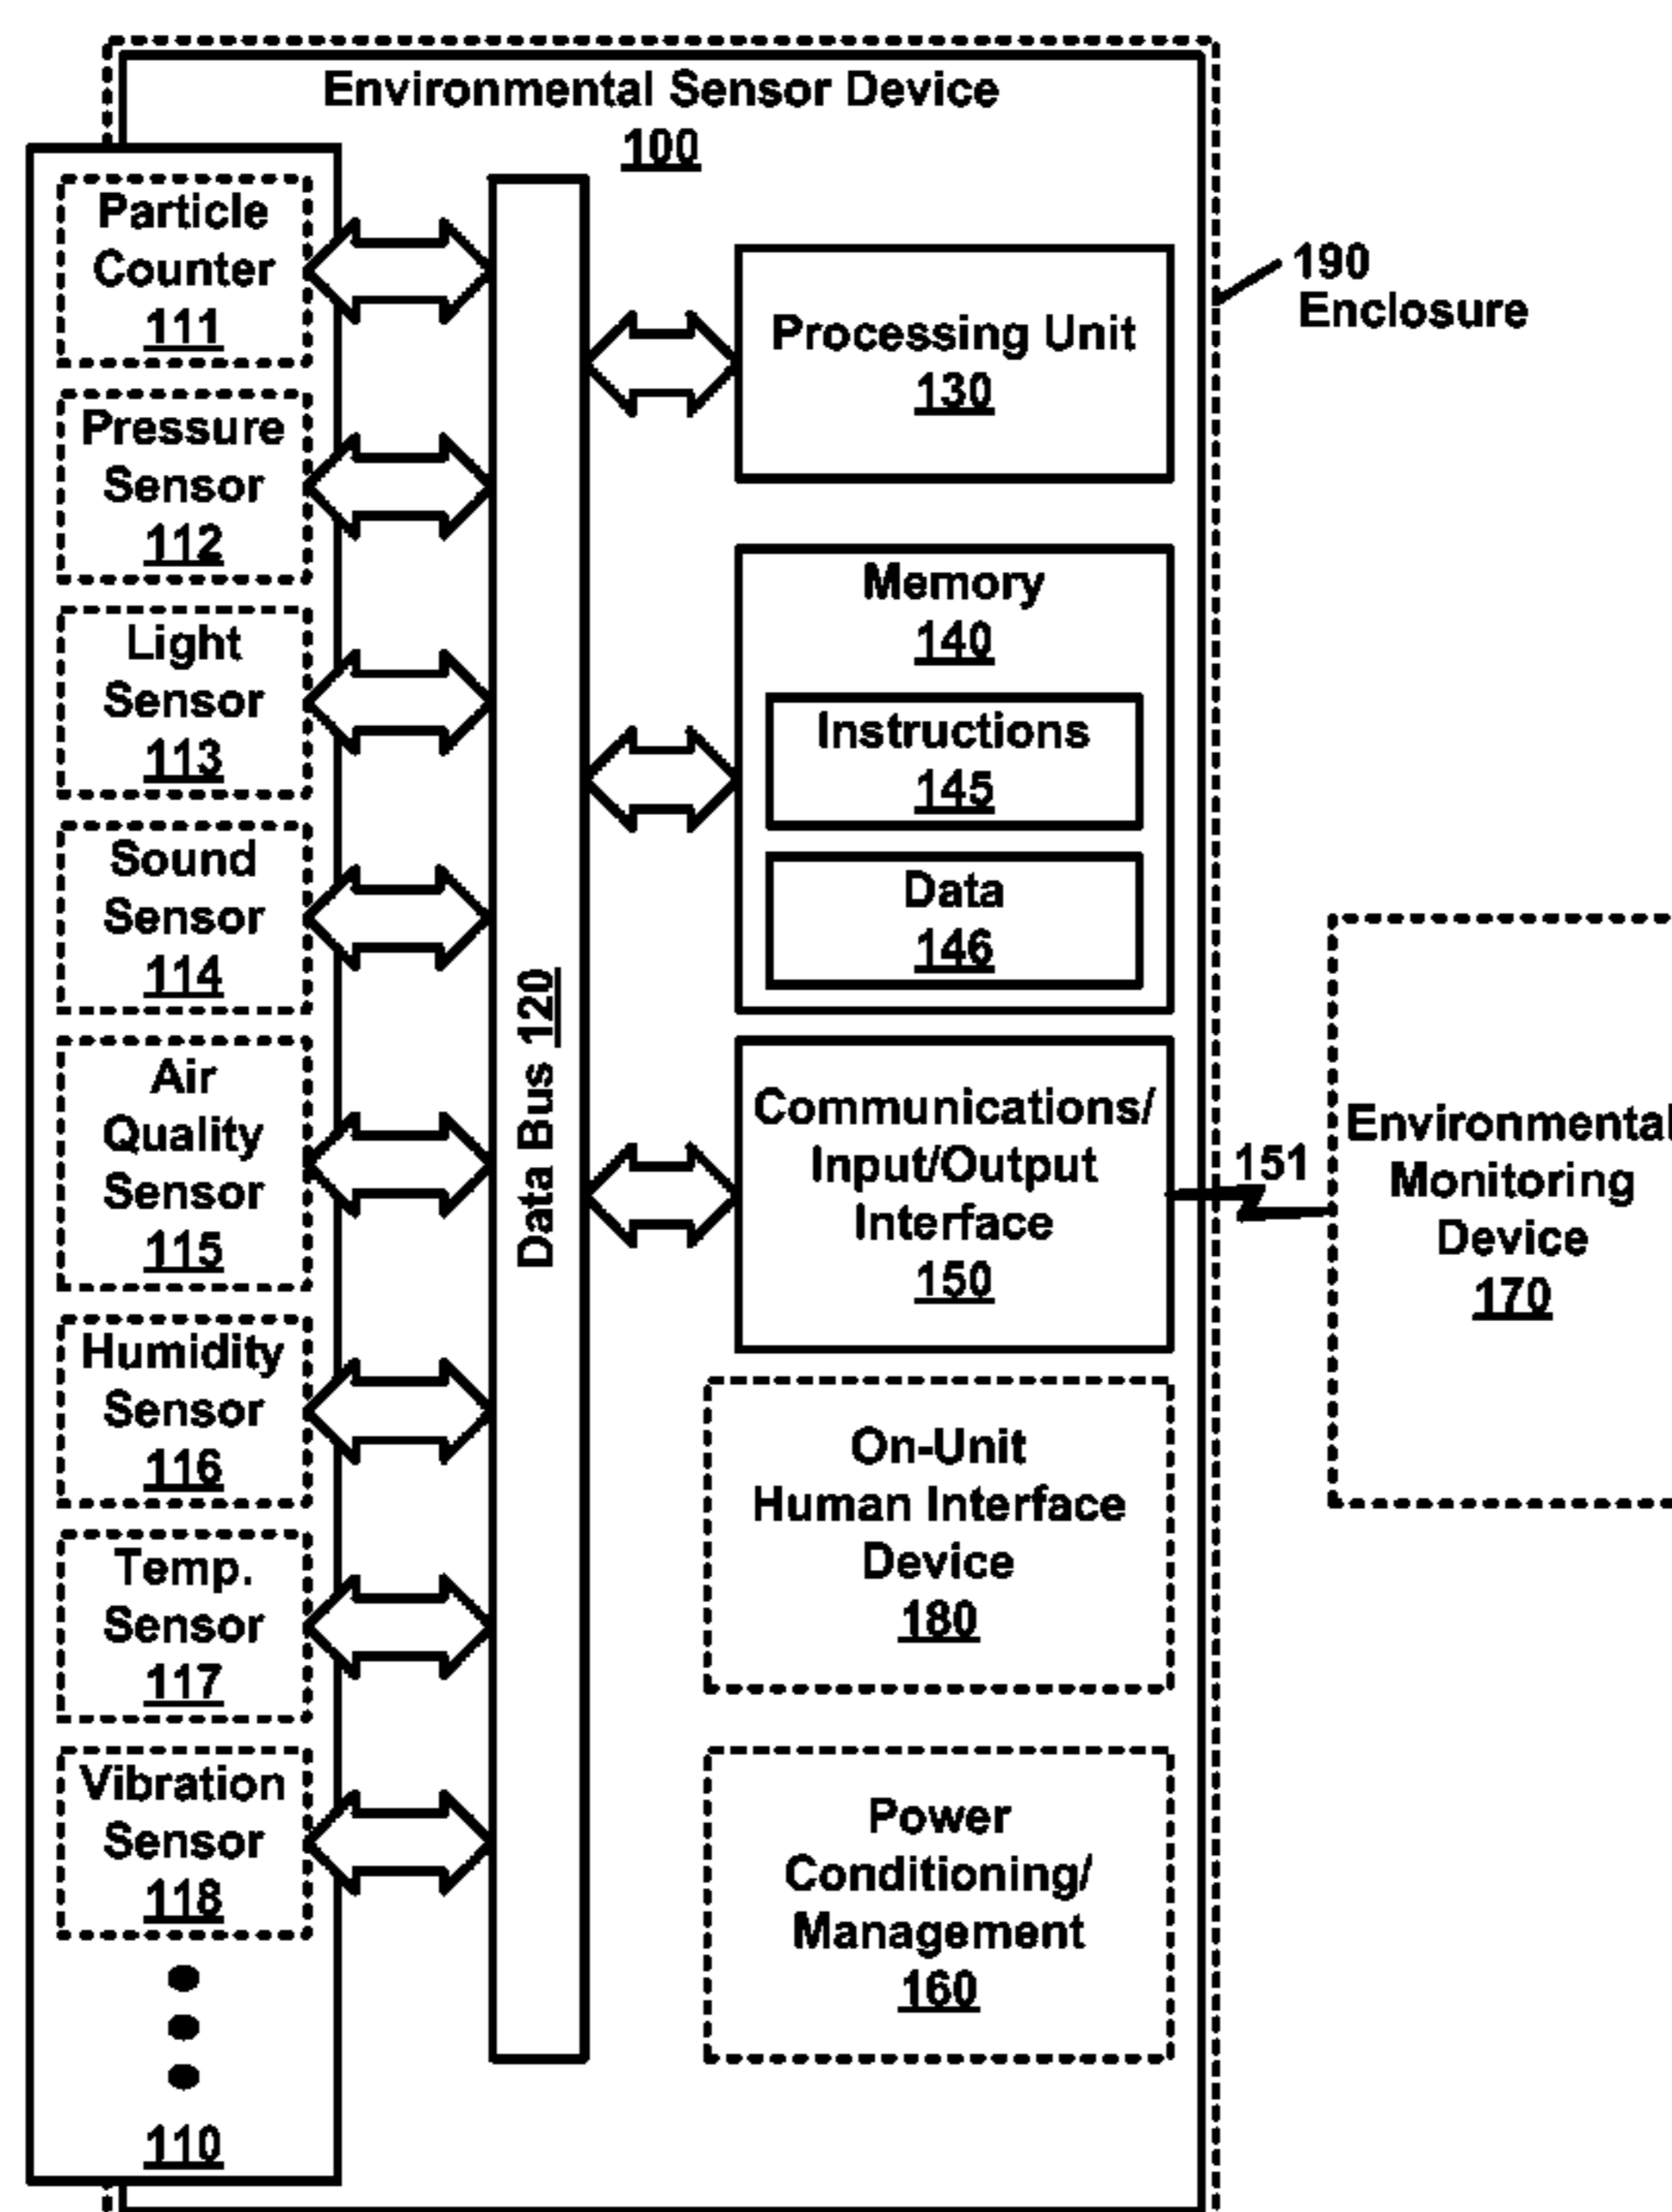 Environmental Sensor Device
100
Particle
Counter
111
Pressure
Sensor
112
Light
Sensor
113
Sound
Sensor
114
Air
Quality
Sensor
115
Humidity
Sensor
116
Temp.
Sensor
117
Vibration
Sensor
118
110
Data Bus 120
Processing Unit
130
Memory
140
Instructions
145
Data
146
Communications/
Input/Output
Interface
150
On-Unit
Human Interface
Device
180
Power
Conditioning/
Management
160
190
Enclosure
151
Environmental
Monitoring
Device
170